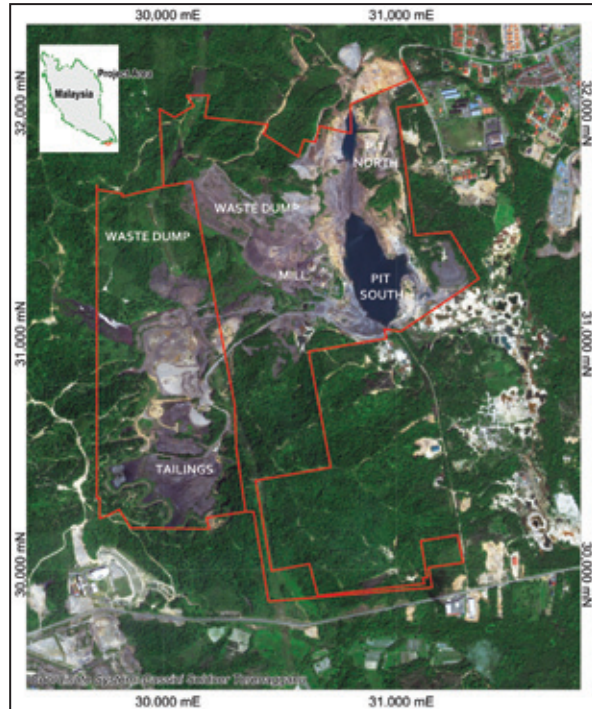 30,000 mE 31,000 mE
Project Area
Malaysia
32,000 mN
32,000 mN
PIT
NORTH
WASTE DUMP
WASTE DUMP
MILL
PIT
SOUTH
31,000 mN
31,000 mN
TAILINGS
30,000 mN
30,000 mN
30.000 mE 31,000 mE